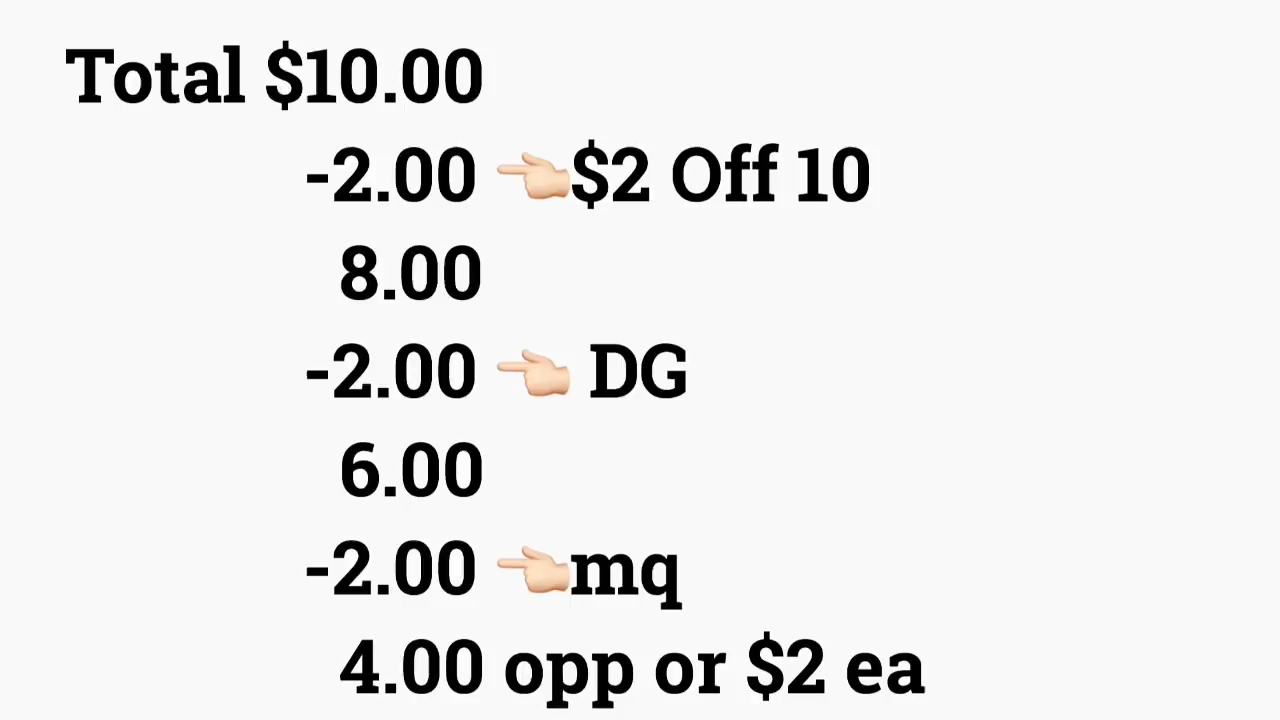 Total $10.00
-2.00 👈🏻$2 Off 10
8.00
-2.00 👈🏻 DG
6.00
-2.00 👈🏻mq
4.00 opp or $2 ea